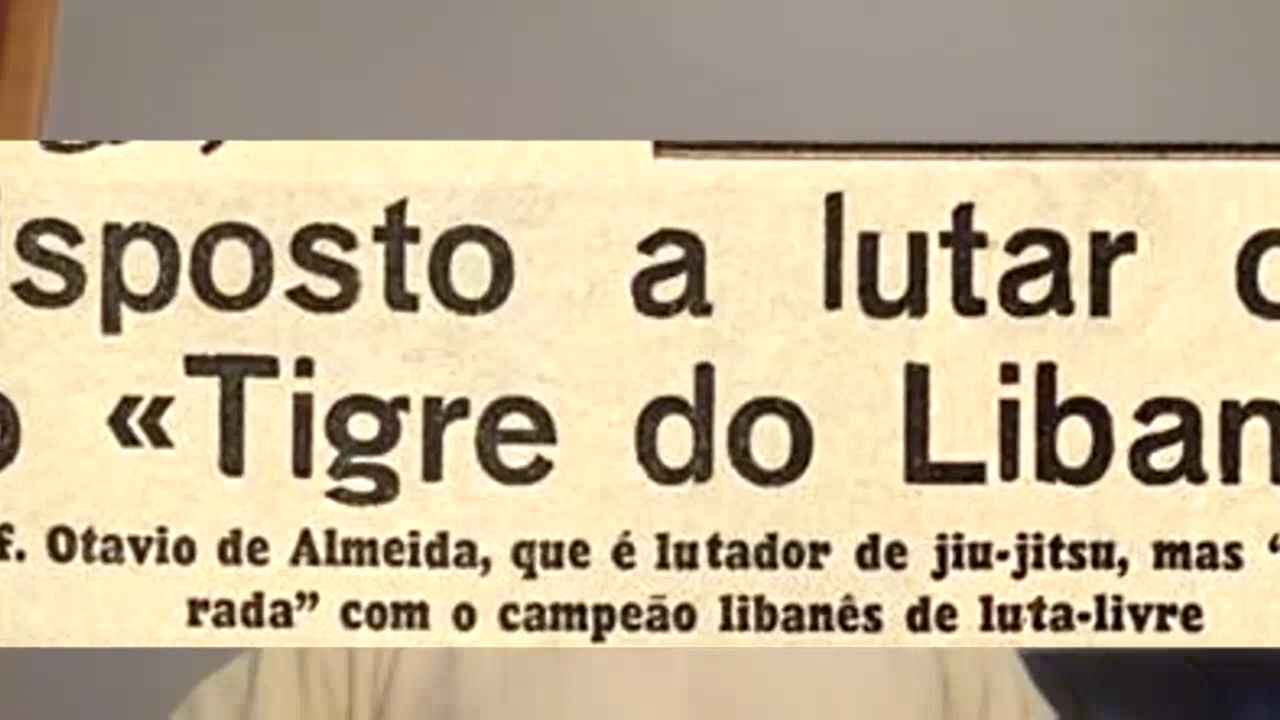 sposto a lutar
«Tigre do Liban
f. Otavio de Almeida, que é lutador de jiu-jitsu, mas “
rada” com o campeão libanês de luta-livre